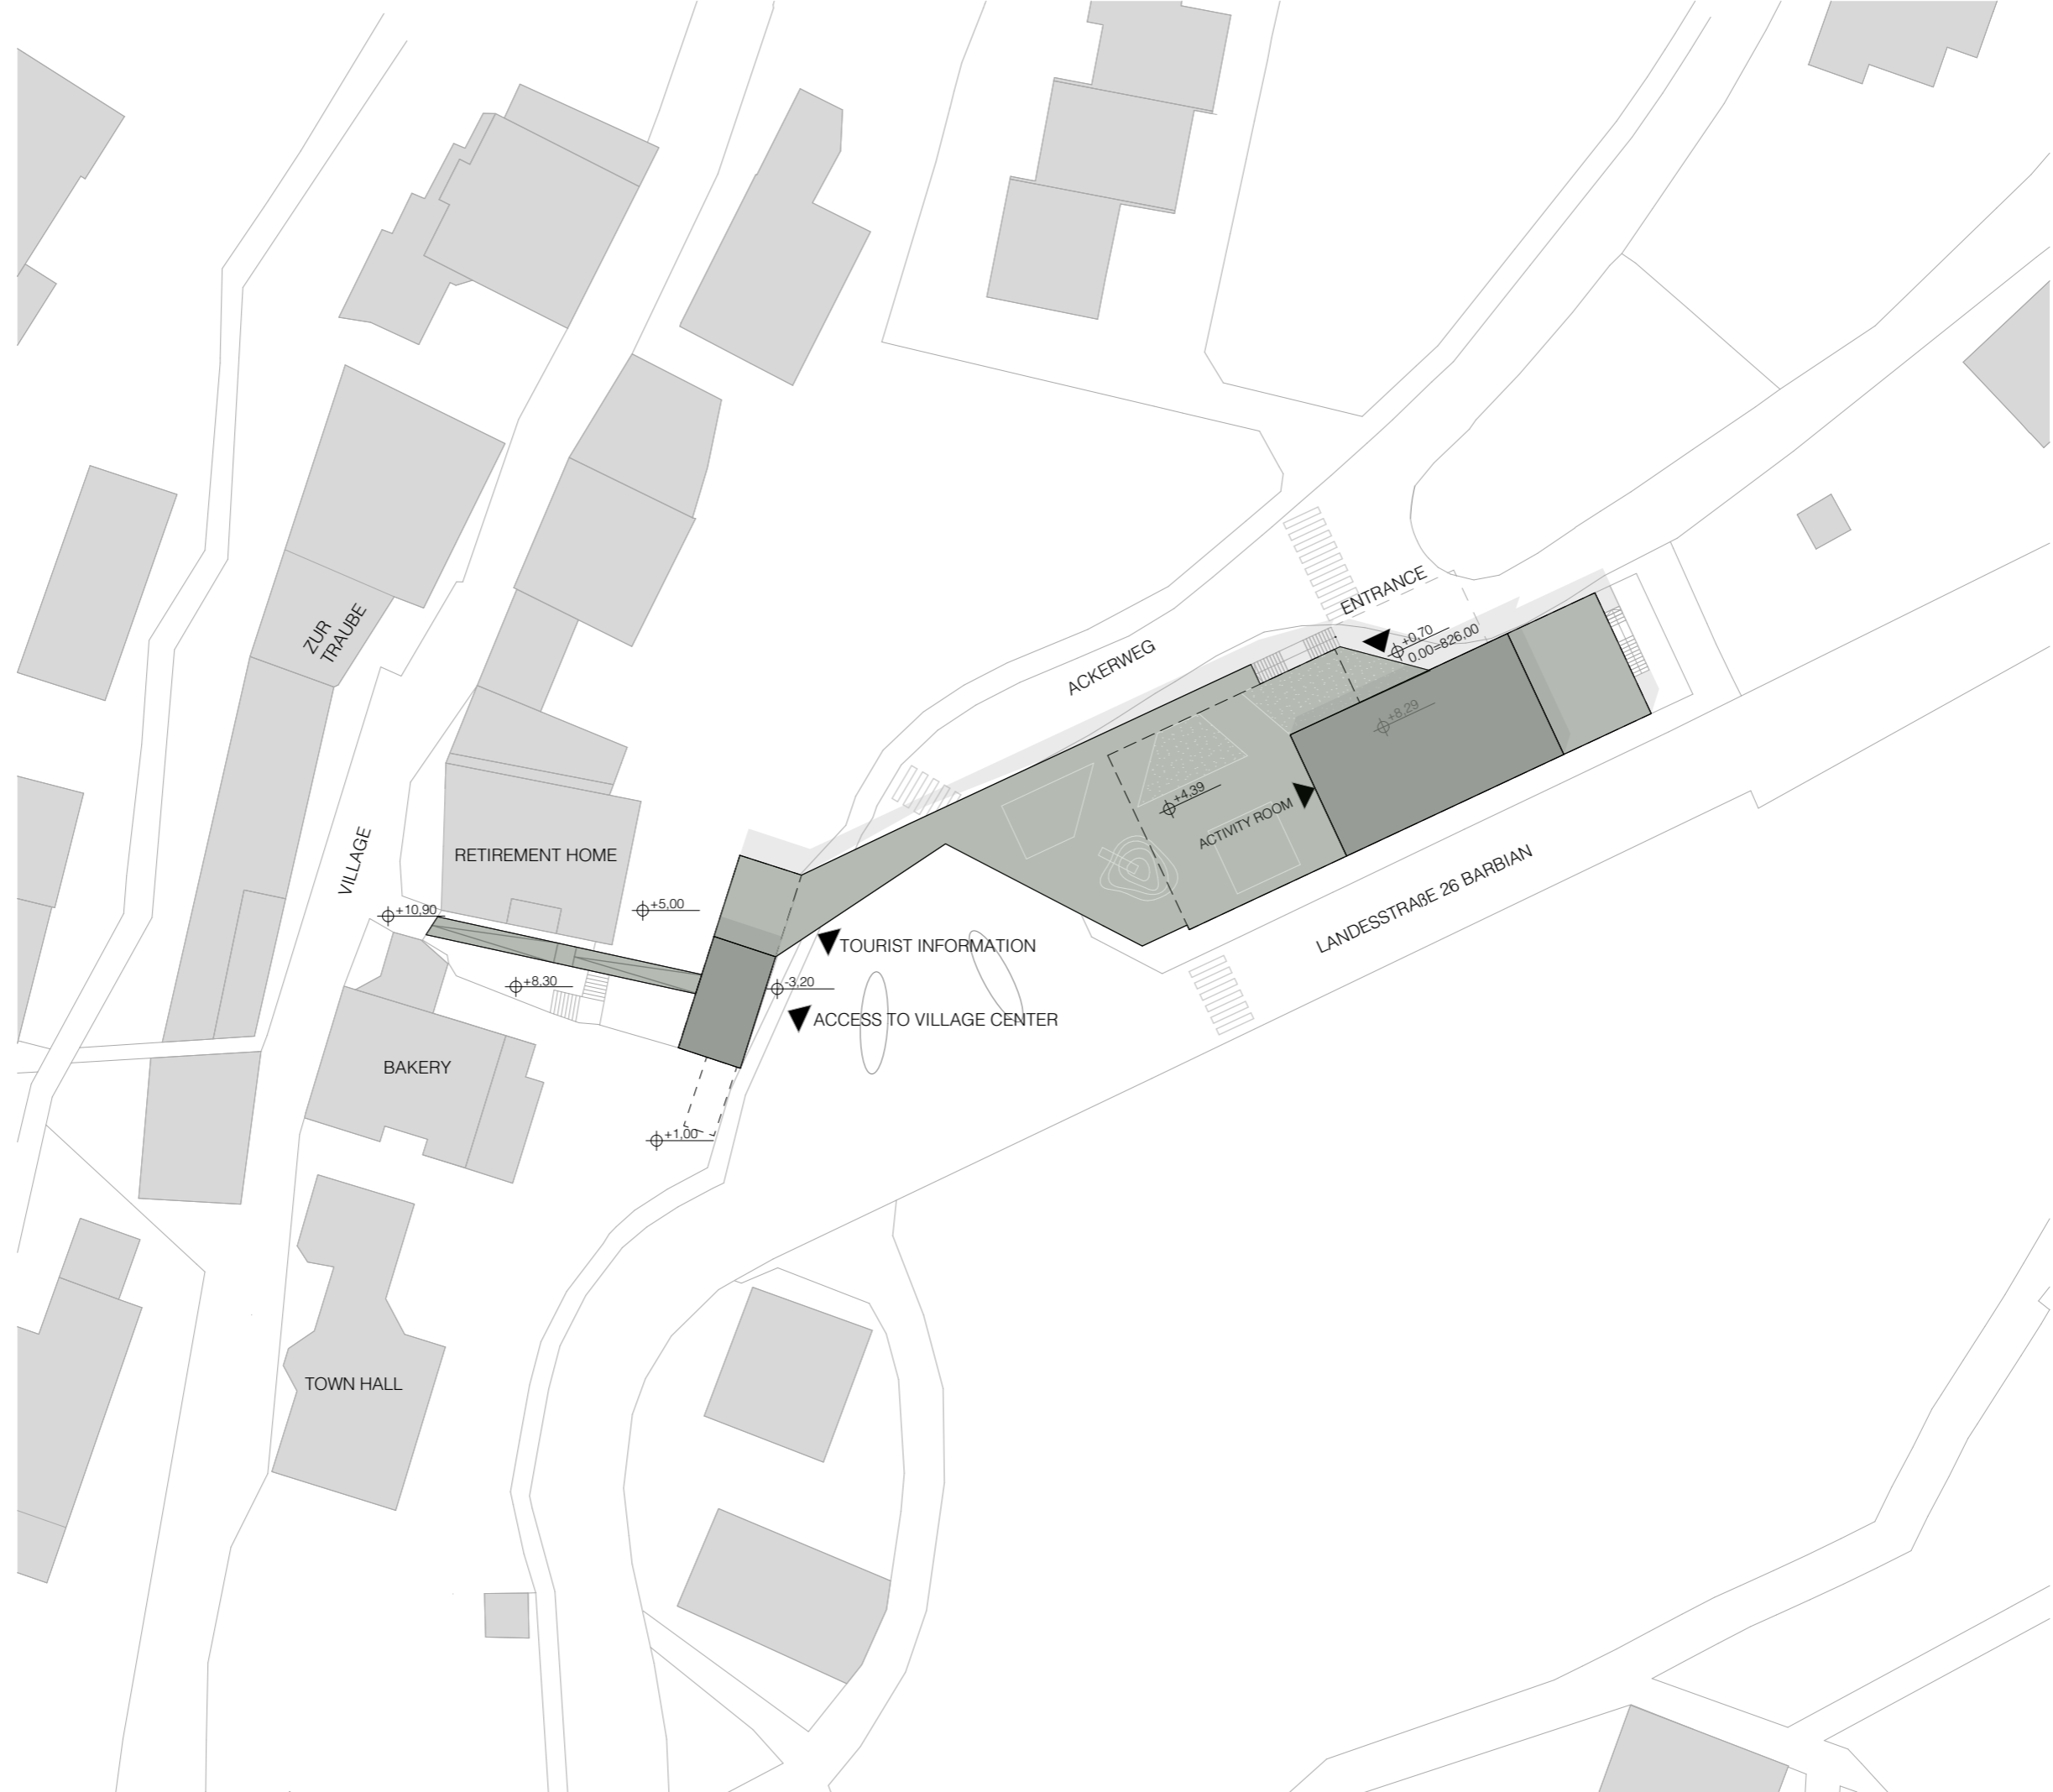 ENTRANCE
+0,70
0.00=826,00
ZUR
TRAUBE
ACKERWEG
+8,29
+4,39
ACTIVITY ROOM
VILLAGE
RETIREMENT HOME
LANDESSTRAßE 26 BARBIAN
+10,90
+5,00
TOURIST INFORMATION
+8.30
-3,20
ACCESS TO VILLAGE CENTER
BAKERY
+1,00
TOWN HALL